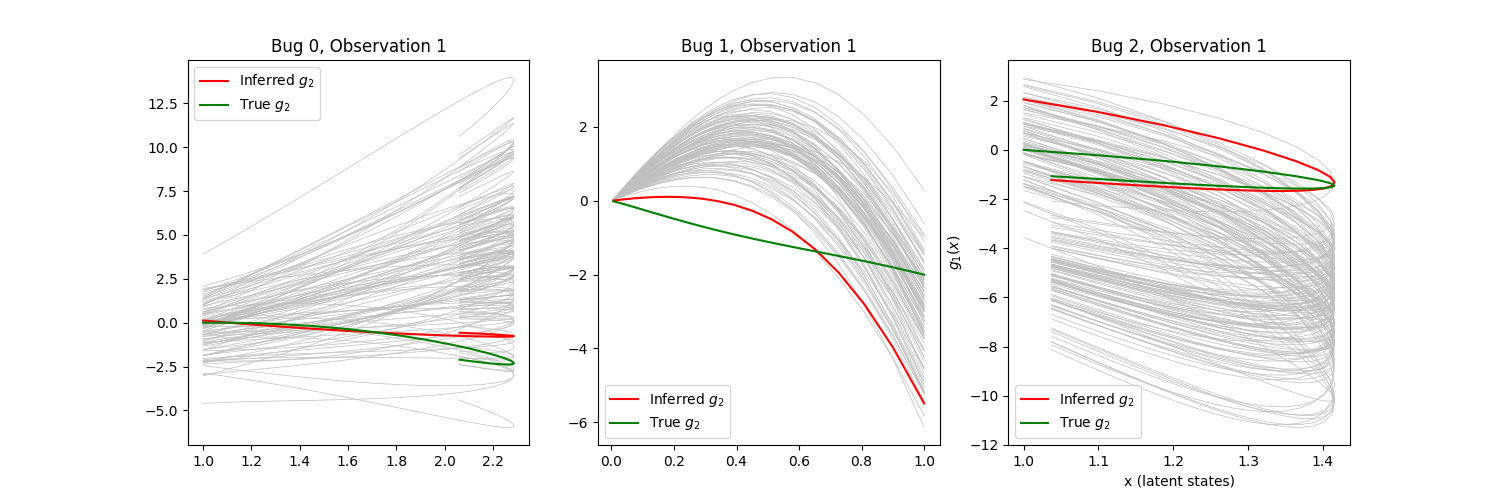 Bug 0, Observation 1
Inferred g₂
True g₂
12.5
10.0
7.5
5.0
2.5
0.0
−2.5
−5.0
1.0 1.2 1.4 1.6 1.8 2.0 2.2
Bug 1, Observation 1
2
0
−2
−4
−6
Inferred g₂
True g₂
0.0 0.2 0.4 0.6 0.8 1.0
Bug 2, Observation 1
g₁(x)
2
0
−2
−4
−6
−8
−10
−12
Inferred g₂
True g₂
1.0 1.1 1.2 1.3 1.4
x (latent states)